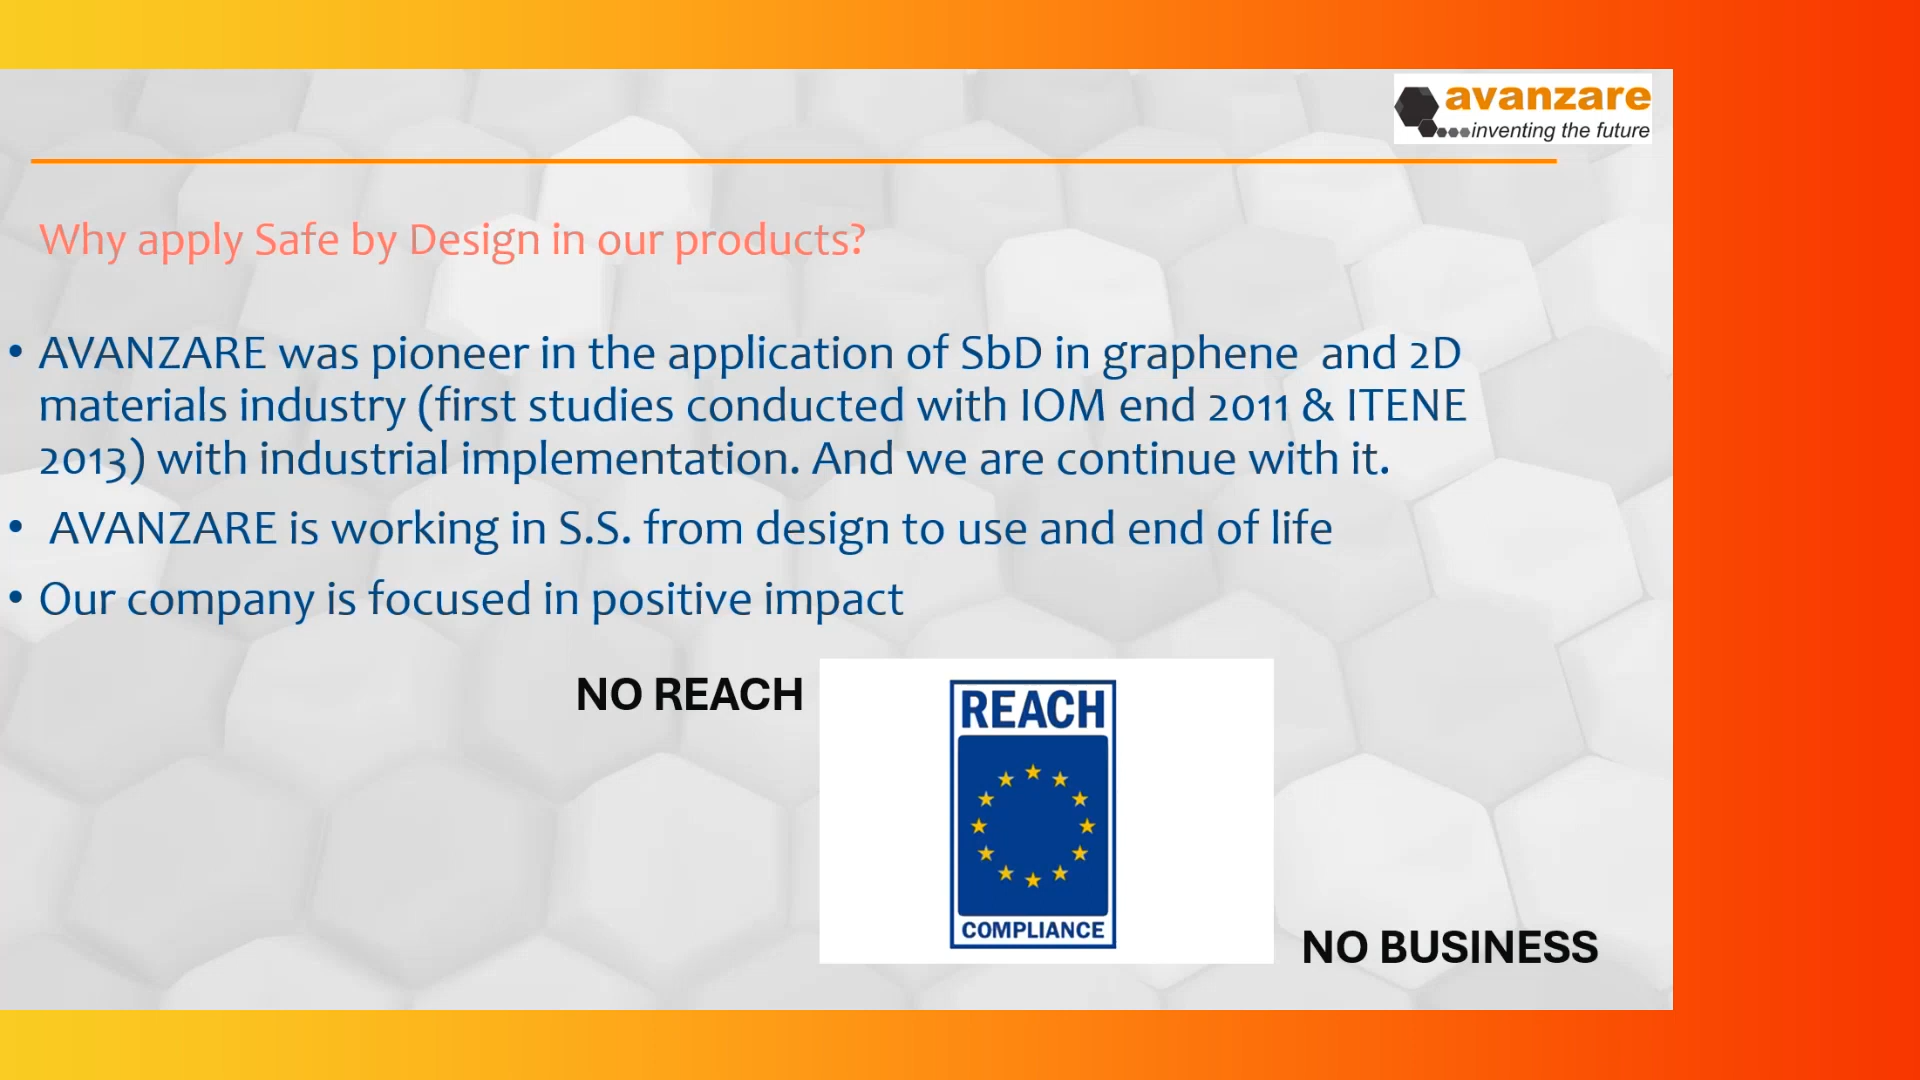 avanzare
inventing the future
Why apply Safe by Design in our products?
• AVANZARE was pioneer in the application of SbD in graphene and 2D
materials industry (first studies conducted with IOM end 2011 & ITENE
2013) with industrial implementation. And we are continue with it.
• AVANZARE is working in S.S. from design to use and end of life
• Our company is focused in positive impact
NO REACH
REACH
COMPLIANCE
NO BUSINESS